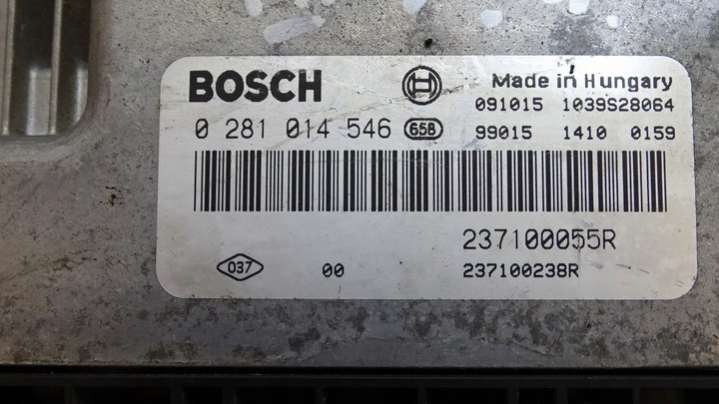 BOSCH
Made in Hungary
091015 1039S28064
0 281 014 546 658
99015 1410 0159
237100055R
037 00 237100238R